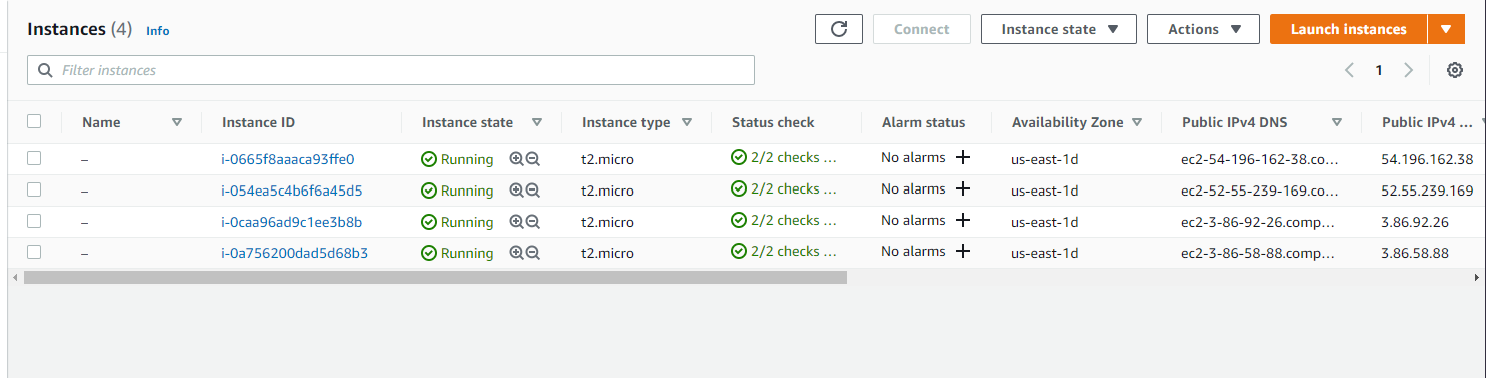 Instances (4) Info Connect Instance state Actions Launch instances
Filter instances 1
Name Instance ID Instance state Instance type Status check Alarm status Availability Zone Public IPv4 DNS Public IPv4 ...
– i-0665f8aaaca93ffe0 Running t2.micro 2/2 checks ... No alarms + us-east-1d ec2-54-196-162-38.co... 54.196.162.38
– i-054ea5c4b6f6a45d5 Running t2.micro 2/2 checks ... No alarms + us-east-1d ec2-52-55-239-169.co... 52.55.239.169
– i-0caa96ad9c1ee3b8b Running t2.micro 2/2 checks ... No alarms + us-east-1d ec2-3-86-92-26.comp... 3.86.92.26
– i-0a756200dad5d68b3 Running t2.micro 2/2 checks ... No alarms + us-east-1d ec2-3-86-58-88.comp... 3.86.58.88